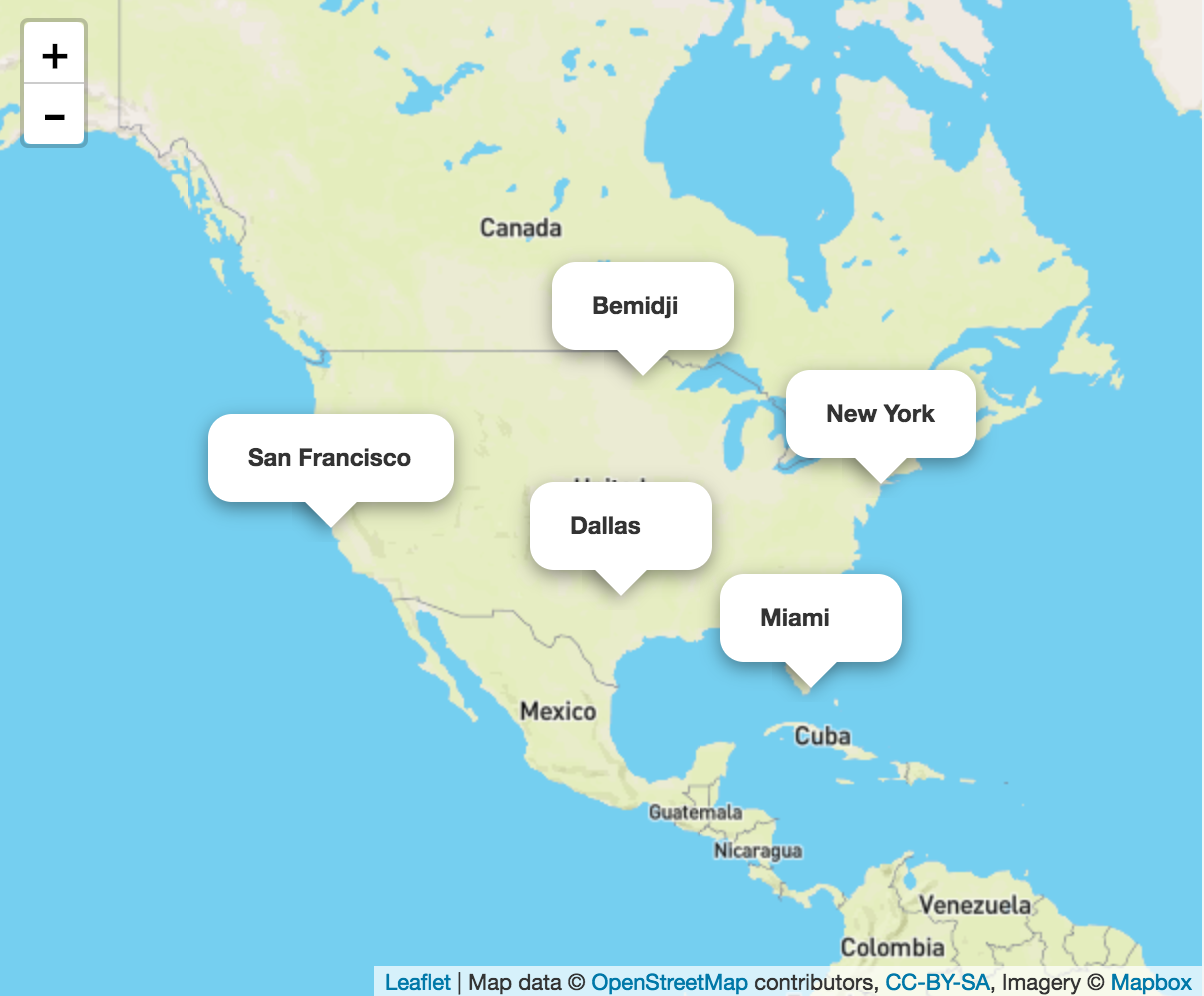 +
-
Canada
Bemidji
New York
San Francisco
Dallas
Miami
Mexico
Cuba
Guatemala
Nicaragua
Venezuela
Colombia
Leaflet | Map data © OpenStreetMap contributors, CC-BY-SA, Imagery © Mapbox